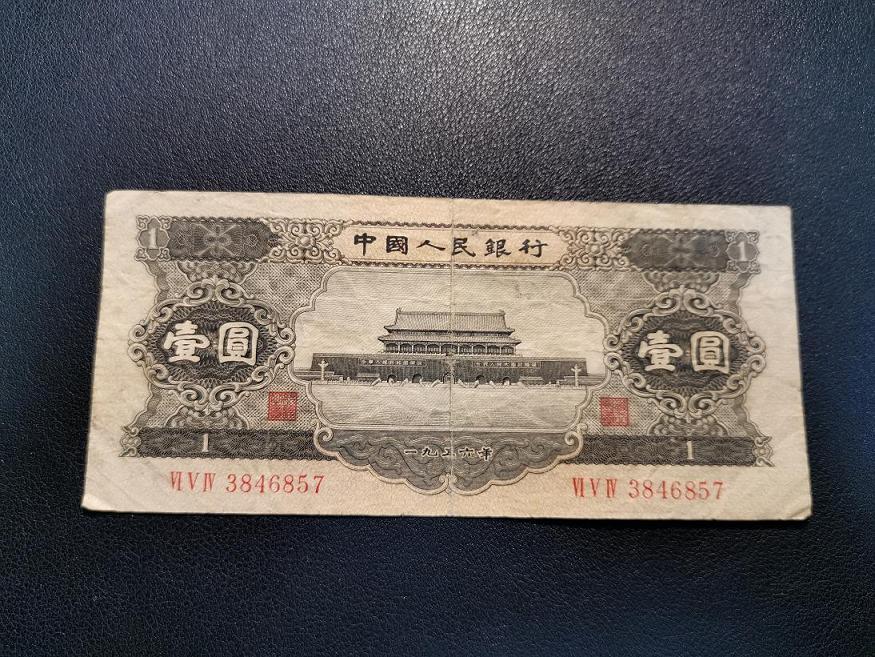 1 中國人民銀行 1
壹圓 壹圓
1 一九五六年 1
VI V IV 3846857 VI V IV 3846857